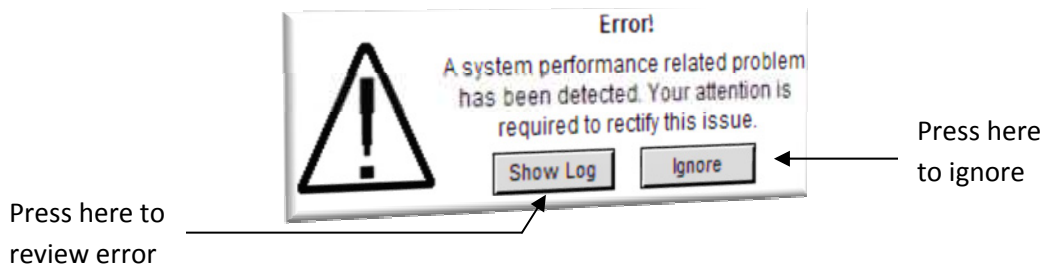 Error!
A system performance related problem
has been detected. Your attention is
required to rectify this issue.
Show Log
Ignore
Press here
to ignore
Press here to
review error